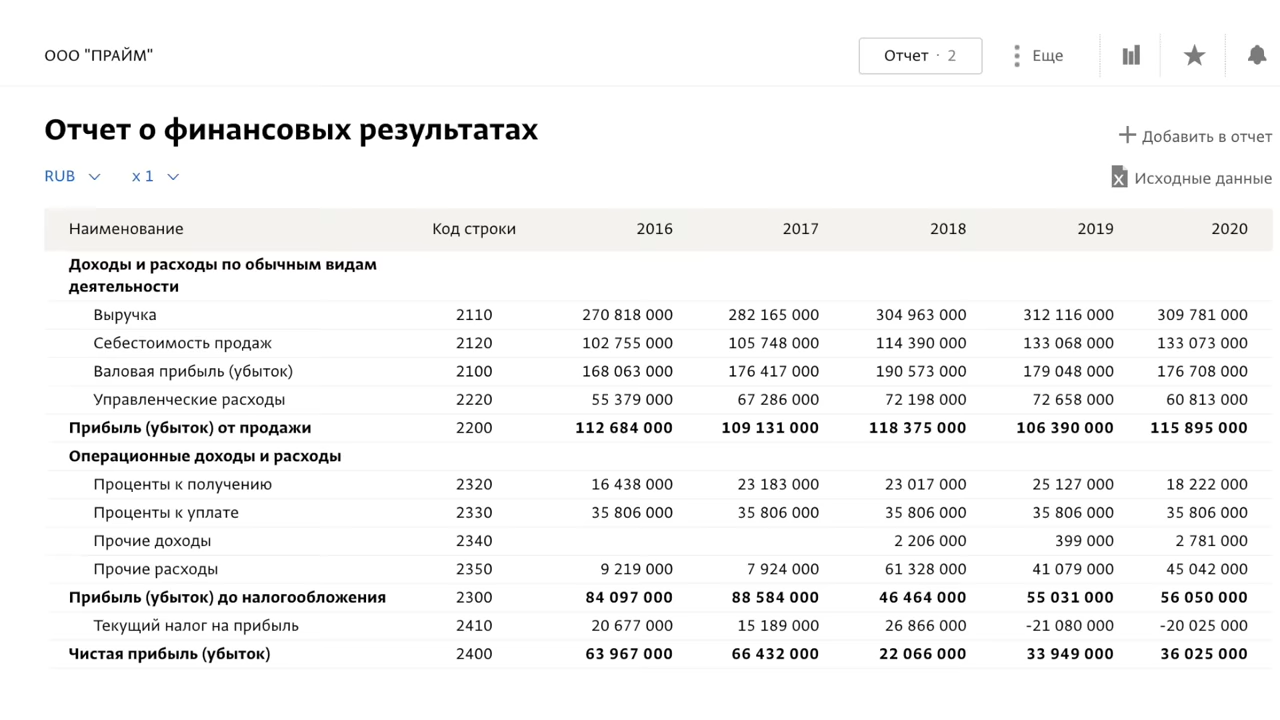 ООО "ПРАЙМ"
Отчет · 2
Еще
Отчет о финансовых результатах
Добавить в отчет
RUB x 1
Исходные данные
Наименование Код строки 2016 2017 2018 2019 2020
Доходы и расходы по обычным видам
деятельности
Выручка 2110 270 818 000 282 165 000 304 963 000 312 116 000 309 781 000
Себестоимость продаж 2120 102 755 000 105 748 000 114 390 000 133 068 000 133 073 000
Валовая прибыль (убыток) 2100 168 063 000 176 417 000 190 573 000 179 048 000 176 708 000
Управленческие расходы 2220 55 379 000 67 286 000 72 198 000 72 658 000 60 813 000
Прибыль (убыток) от продажи 2200 112 684 000 109 131 000 118 375 000 106 390 000 115 895 000
Операционные доходы и расходы
Проценты к получению 2320 16 438 000 23 183 000 23 017 000 25 127 000 18 222 000
Проценты к уплате 2330 35 806 000 35 806 000 35 806 000 35 806 000 35 806 000
Прочие доходы 2340 2 206 000 399 000 2 781 000
Прочие расходы 2350 9 219 000 7 924 000 61 328 000 41 079 000 45 042 000
Прибыль (убыток) до налогообложения 2300 84 097 000 88 584 000 46 464 000 55 031 000 56 050 000
Текущий налог на прибыль 2410 20 677 000 15 189 000 26 866 000 -21 080 000 -20 025 000
Чистая прибыль (убыток) 2400 63 967 000 66 432 000 22 066 000 33 949 000 36 025 000